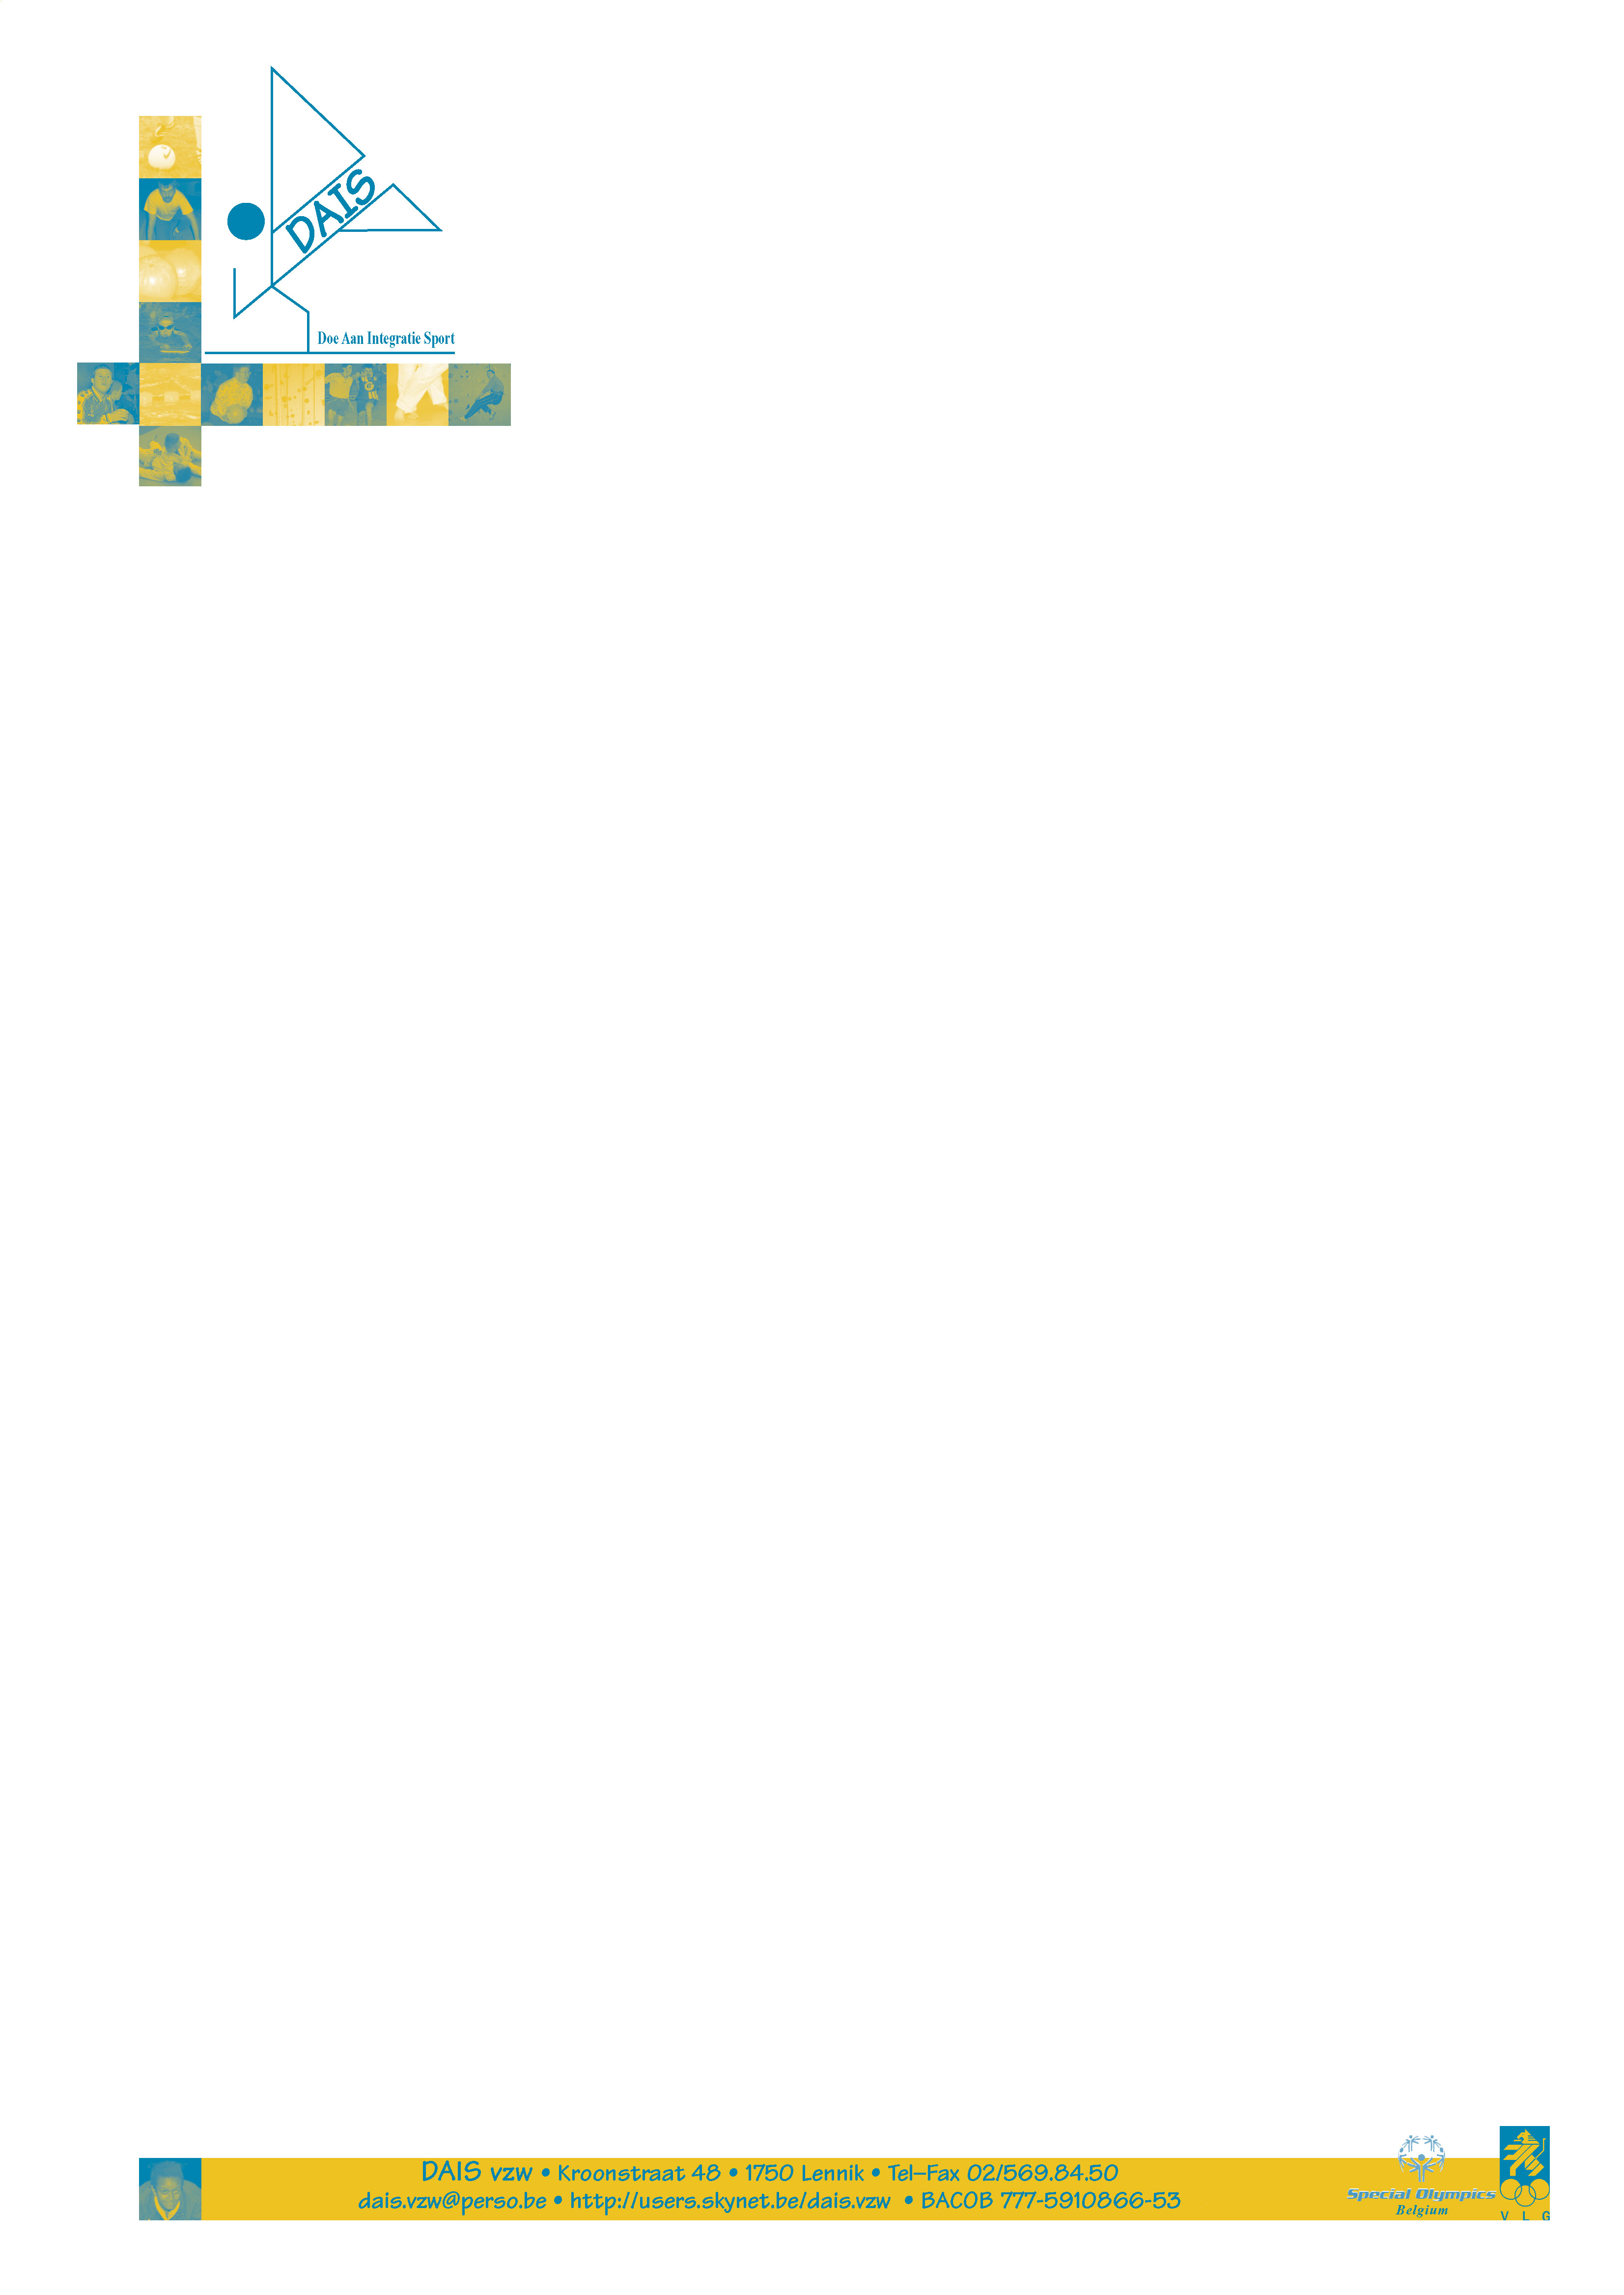 DAIS
Doe Aan Integratie Sport
DAIS vzw • Kroonstraat 48 • 1750 Lennik • Tel–Fax 02/569.84.50
dais.vzw@perso.be • http://users.skynet.be/dais.vzw • BACOB 777-5910866-53
Special Olympics
Belgium
V L G